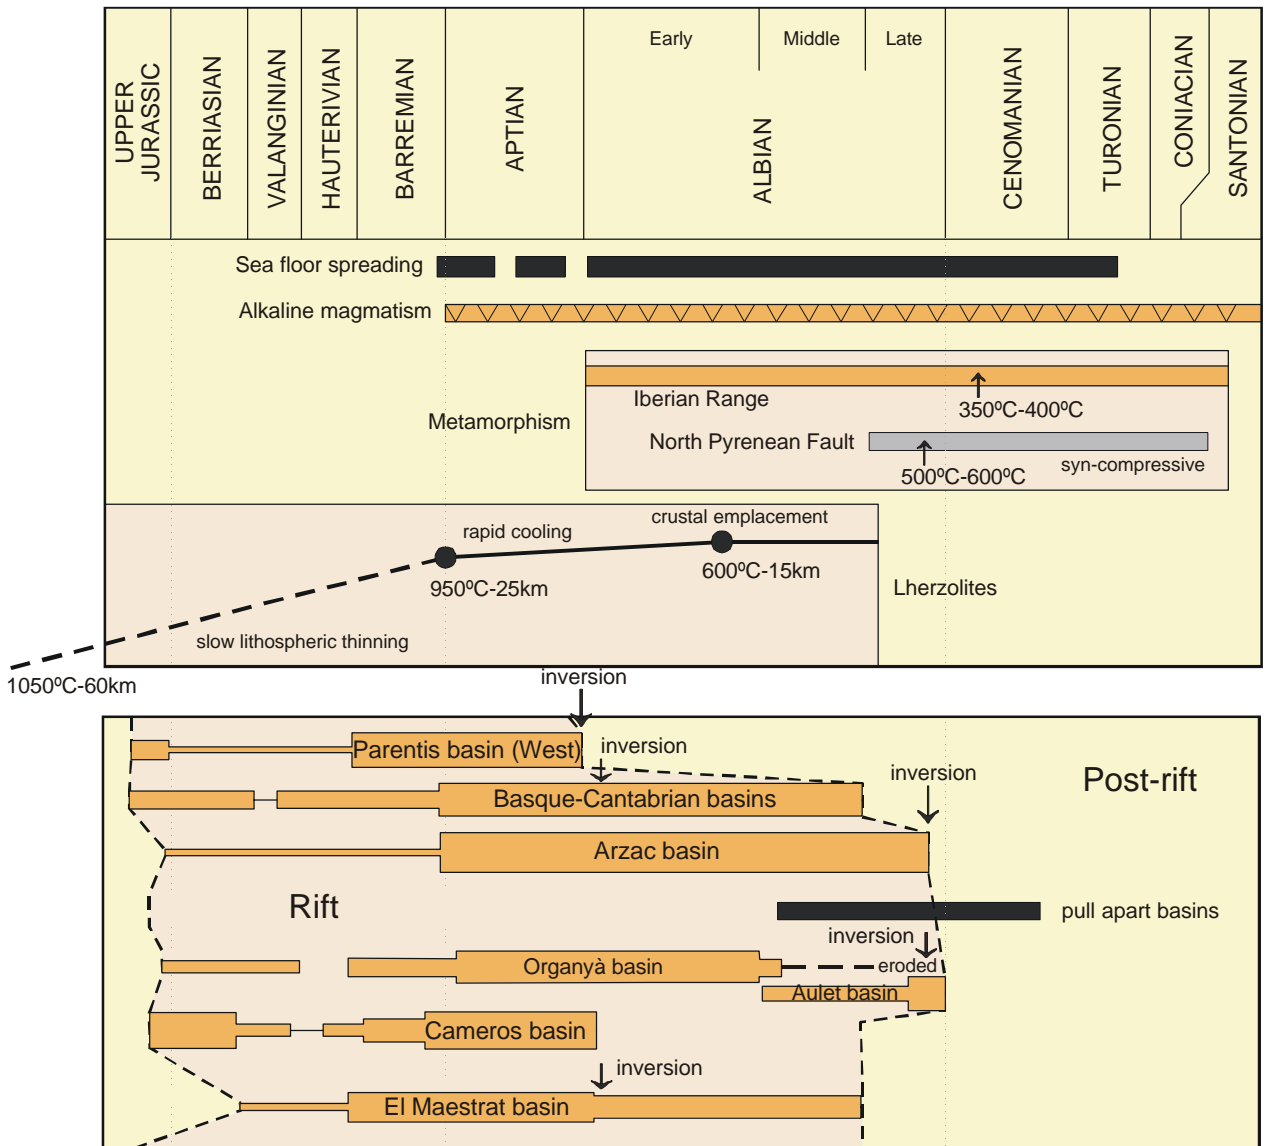 UPPER
JURASSIC
BERRIASIAN
VALANGINIAN
HAUTERIVIAN
BARREMIAN
APTIAN
Early
Middle
Late
ALBIAN
CENOMANIAN
TURONIAN
CONIACIAN
SANTONIAN
Sea floor spreading
Alkaline magmatism
Metamorphism
Iberian Range
350ºC-400ºC
North Pyrenean Fault
syn-compressive
500ºC-600ºC
crustal emplacement
rapid cooling
600ºC-15km
950ºC-25km
Lherzolites
slow lithospheric thinning
1050ºC-60km
inversion
Parentis basin (West)
inversion
inversion
Post-rift
Basque-Cantabrian basins
Arzac basin
Rift
pull apart basins
inversion
Organyà basin
eroded
Aulet basin
Cameros basin
inversion
El Maestrat basin